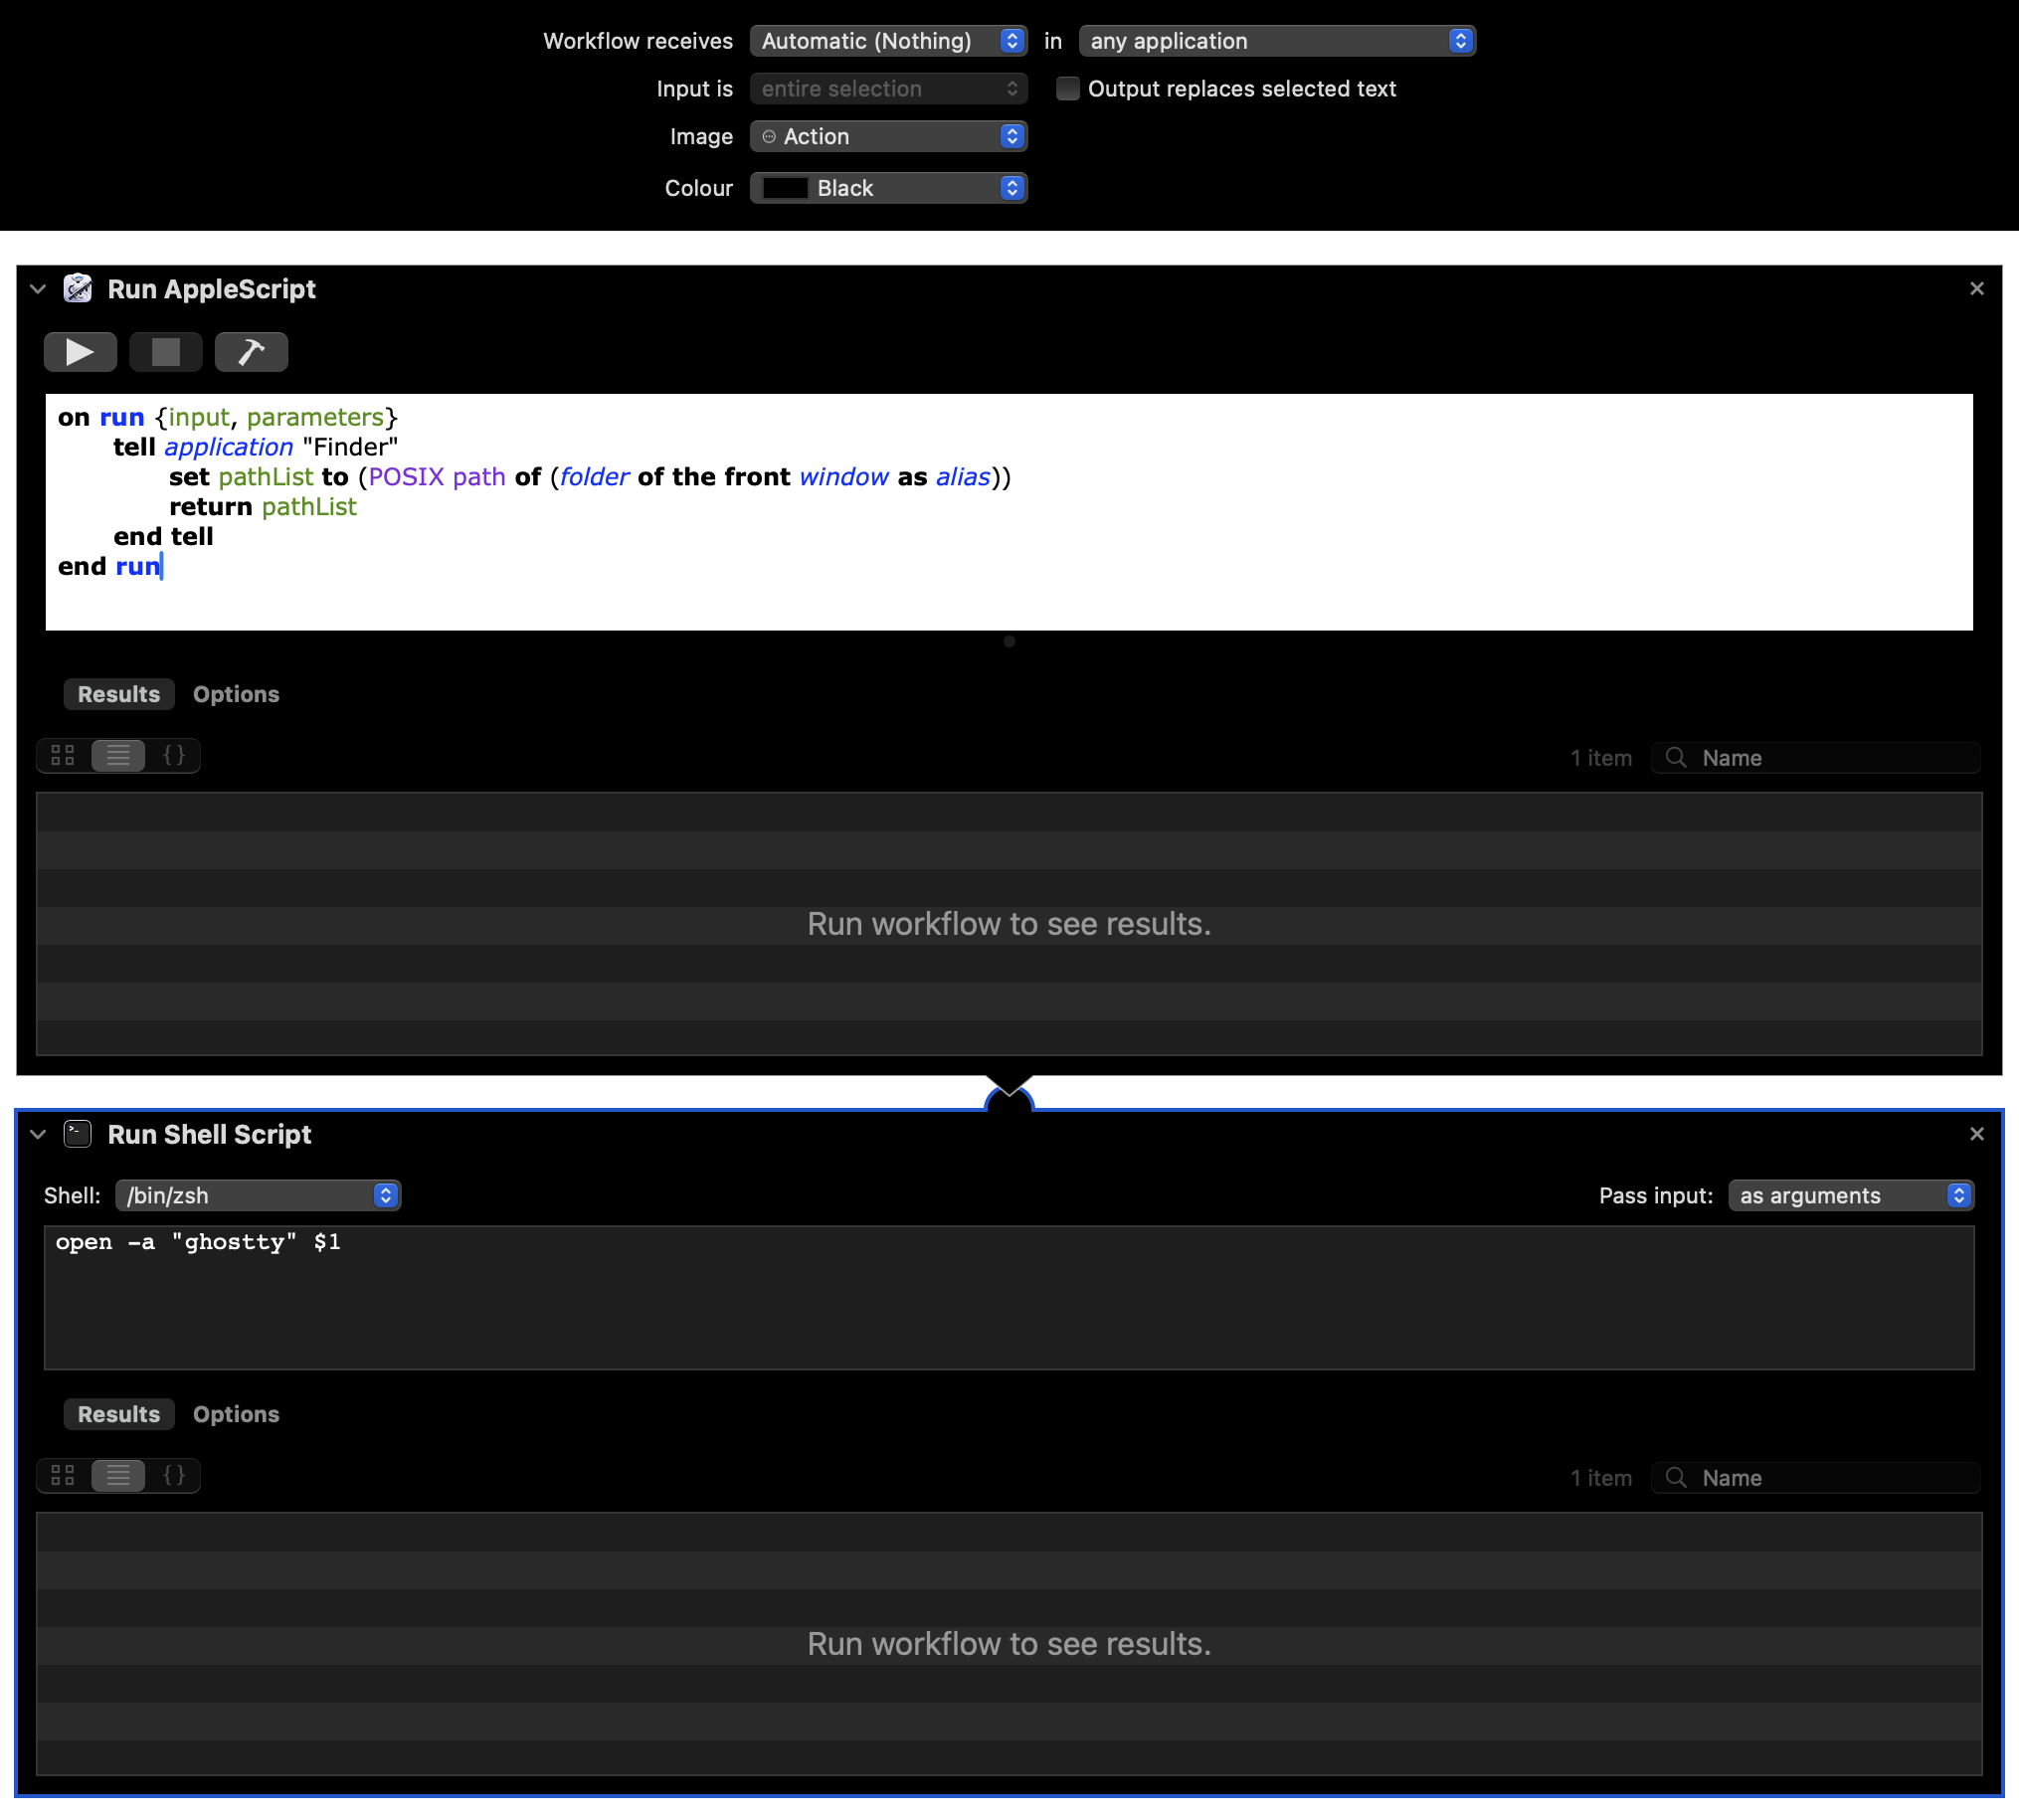 Workflow receives Automatic (Nothing) in any application
Input is entire selection Output replaces selected text
Image Action
Colour Black
Run AppleScript
on run {input, parameters}
tell application "Finder"
set pathList to (POSIX path of (folder of the front window as alias))
return pathList
end tell
end run
Results Options
1 item Name
Run workflow to see results.
Run Shell Script
Shell: /bin/zsh Pass input: as arguments
open -a "ghostty" $1
Results Options
1 item Name
Run workflow to see results.